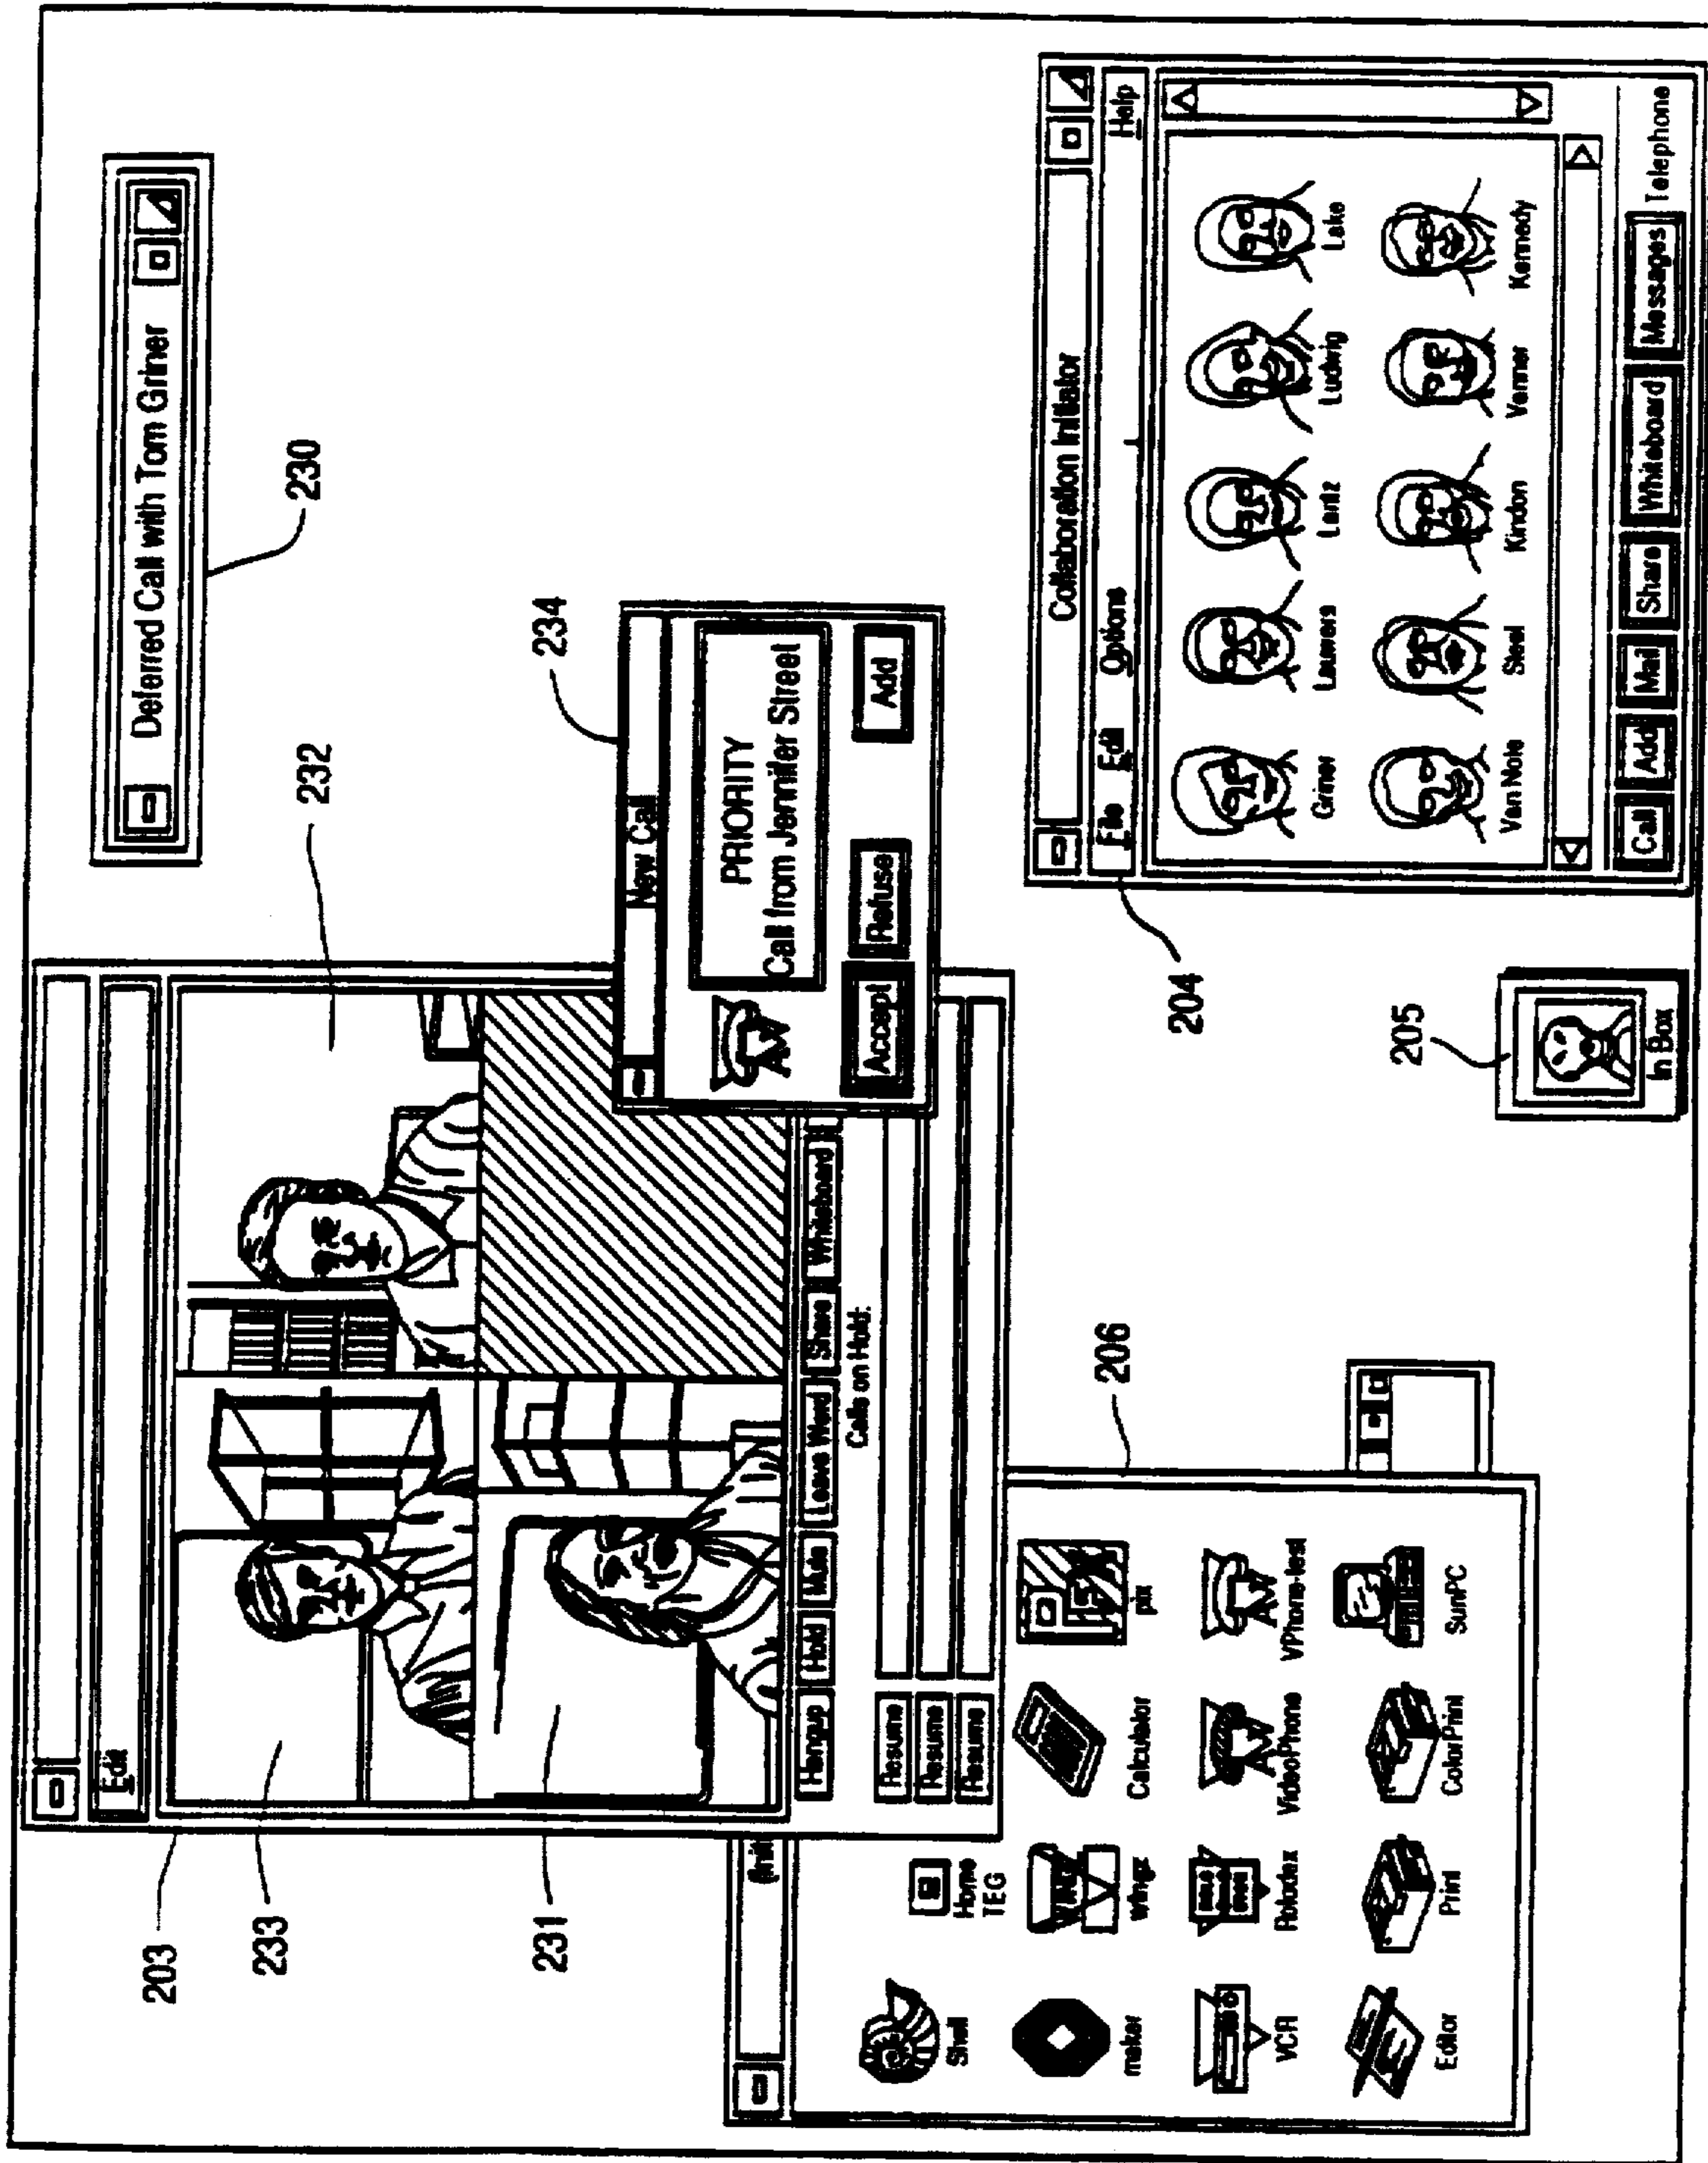 Deferred Call with Tom Griner
230
203
Edit
233
232
231
234
New Call
PRIORITY
Call from Jennifer Street
Accept Refuse Add
Hangup Hold Mute Leave Word Share Whiteboard
Calls on Hold:
Resume
Resume
Resume
206
(Init
Shell
Home
TEG
maker
wingz
Calculator
pix
VCR
Rolodex
VideoPhone
VPhone-test
Editor
Print
ColorPrint
SunPC
205
In Box
204
Collaboration Initiator
File Edit Options Help
Griner Lauwers Lantz Ludwig Lake
Van Note Steel Kindon Venner Kennedy
Call Add Mail Share Whiteboard Messages Telephone